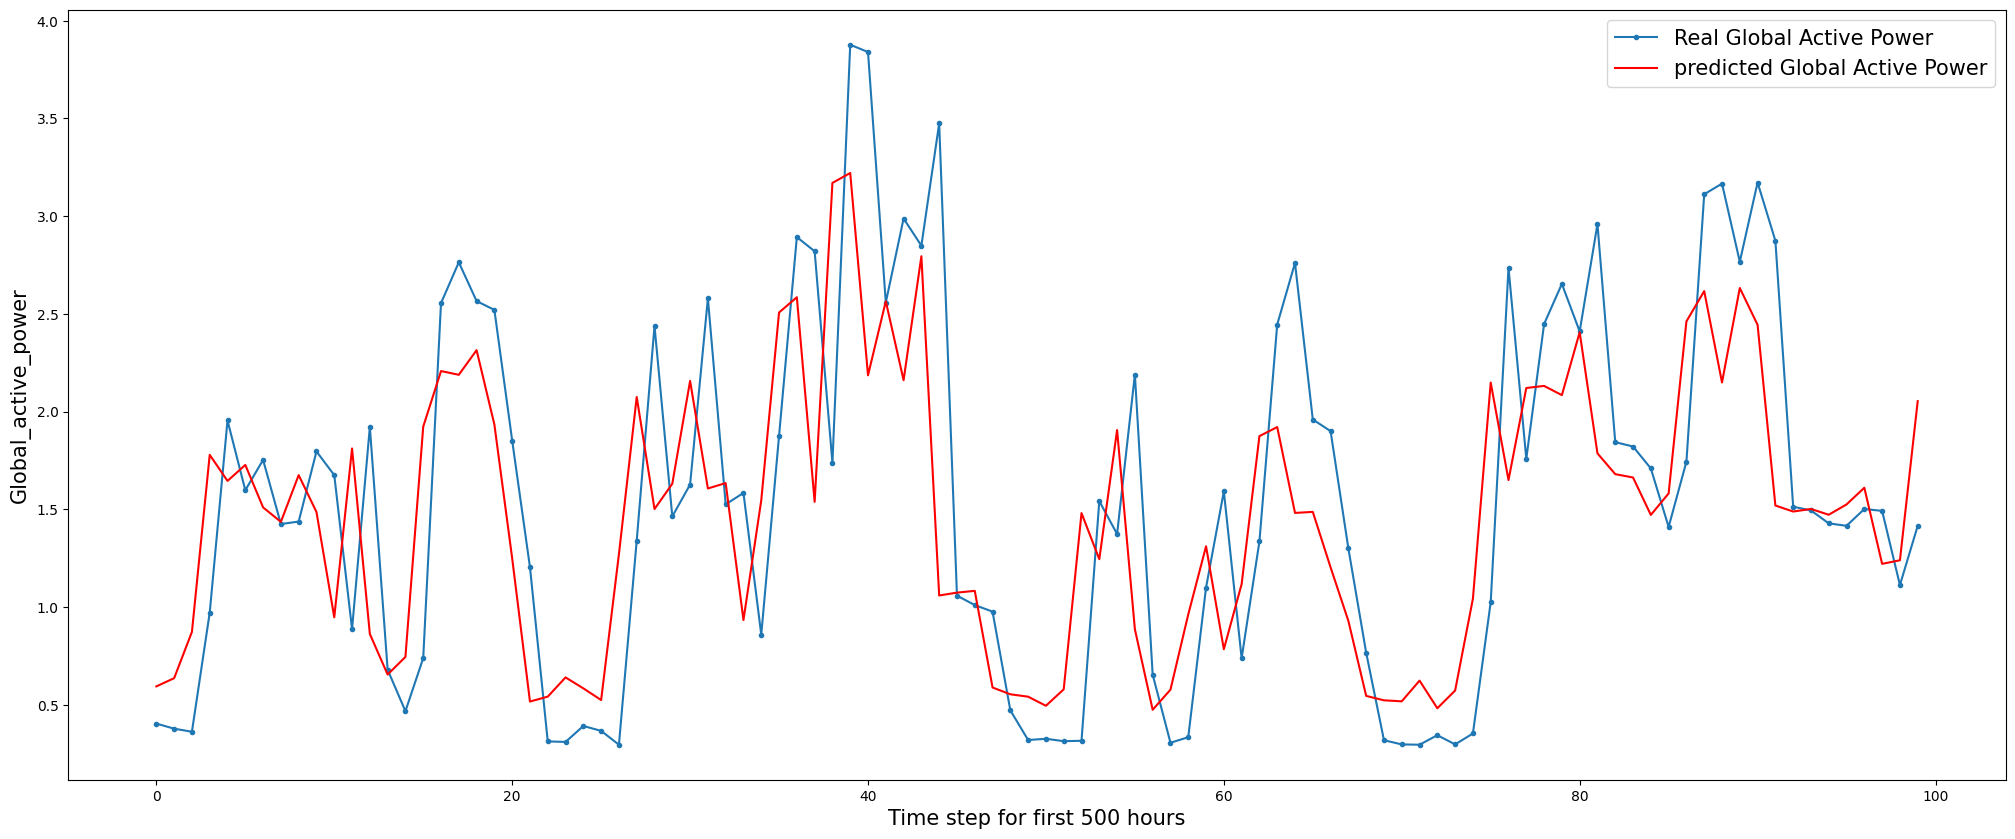 Real Global Active Power
predicted Global Active Power
Global_active_power
4.0
3.5
3.0
2.5
2.0
1.5
1.0
0.5
0 20 40 60 80 100
Time step for first 500 hours